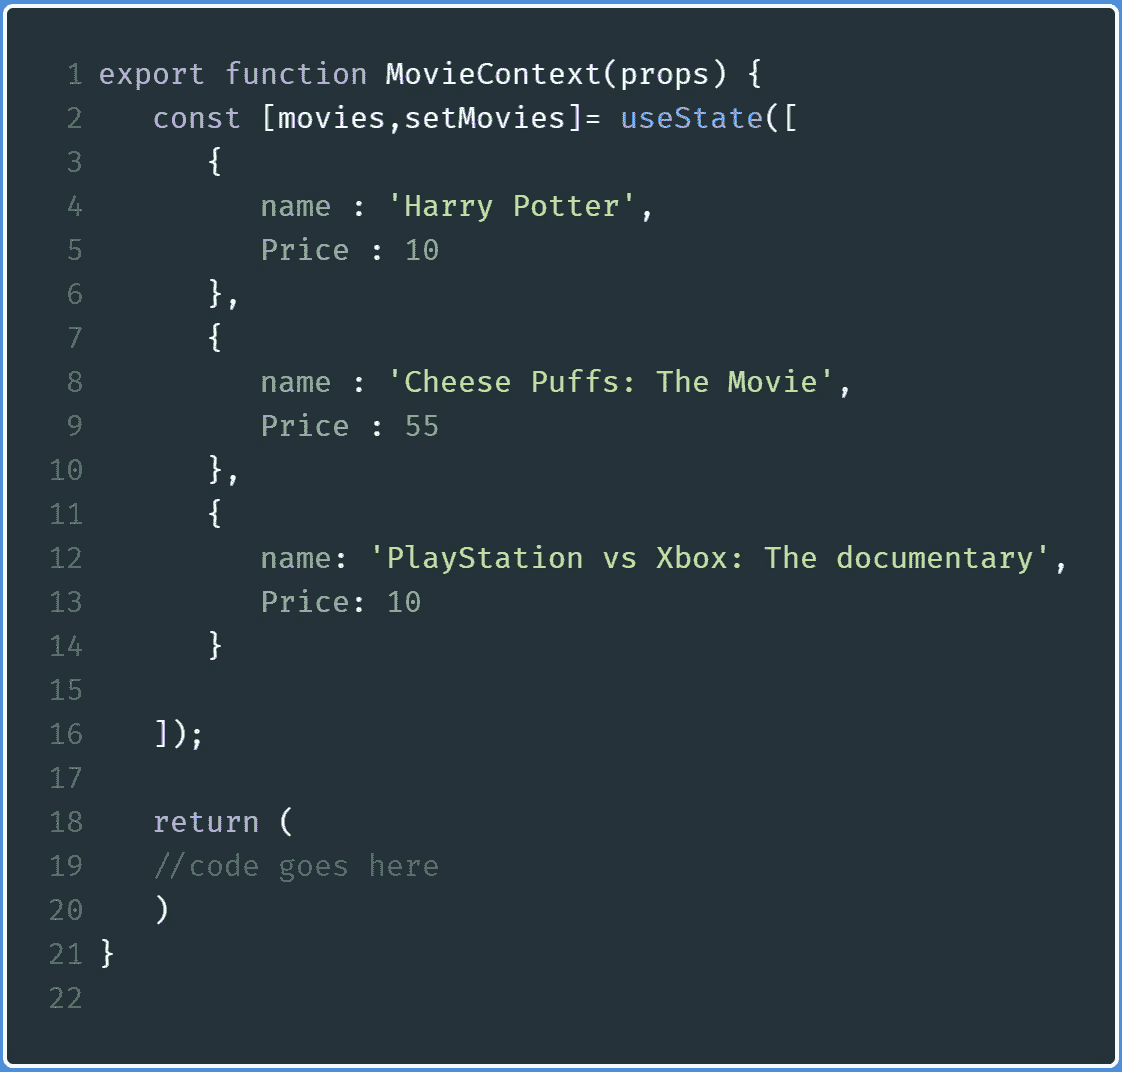 1 export function MovieContext(props) {
2 const [movies,setMovies]= useState([
3 {
4 name : 'Harry Potter',
5 Price : 10
6 },
7 {
8 name : 'Cheese Puffs: The Movie',
9 Price : 55
10 },
11 {
12 name: 'PlayStation vs Xbox: The documentary',
13 Price: 10
14 }
15
16 ]);
17
18 return (
19 //code goes here
20 )
21 }
22